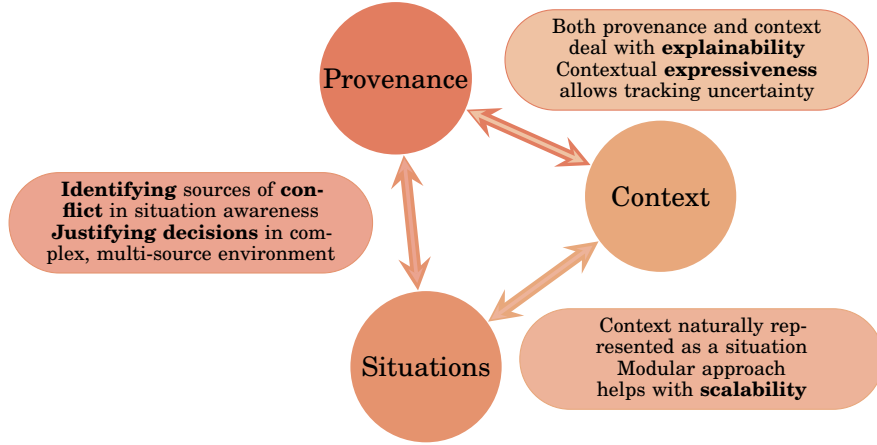 Both provenance and context
deal with explainability
Contextual expressiveness
allows tracking uncertainty
Provenance
Context
Identifying sources of con-
flict in situation awareness
Justifying decisions in com-
plex, multi-source environment
Situations
Context naturally rep-
resented as a situation
Modular approach
helps with scalability